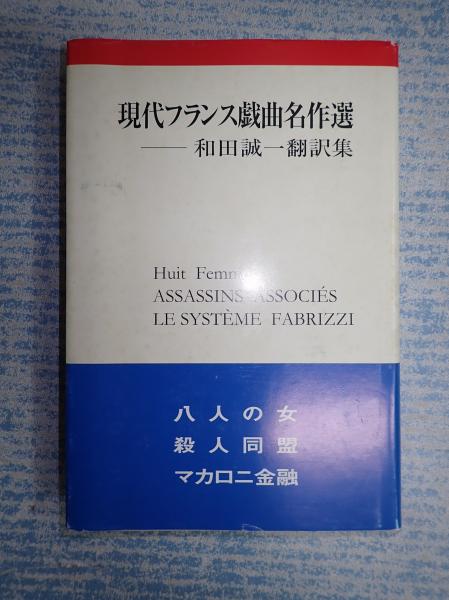 現代フランス戯曲名作選
── 和田誠一翻訳集
Huit Femmes
ASSASSINS ASSOCIÉS
LE SYSTÈME FABRIZZI
八人の女
殺人同盟
マカロニ金融